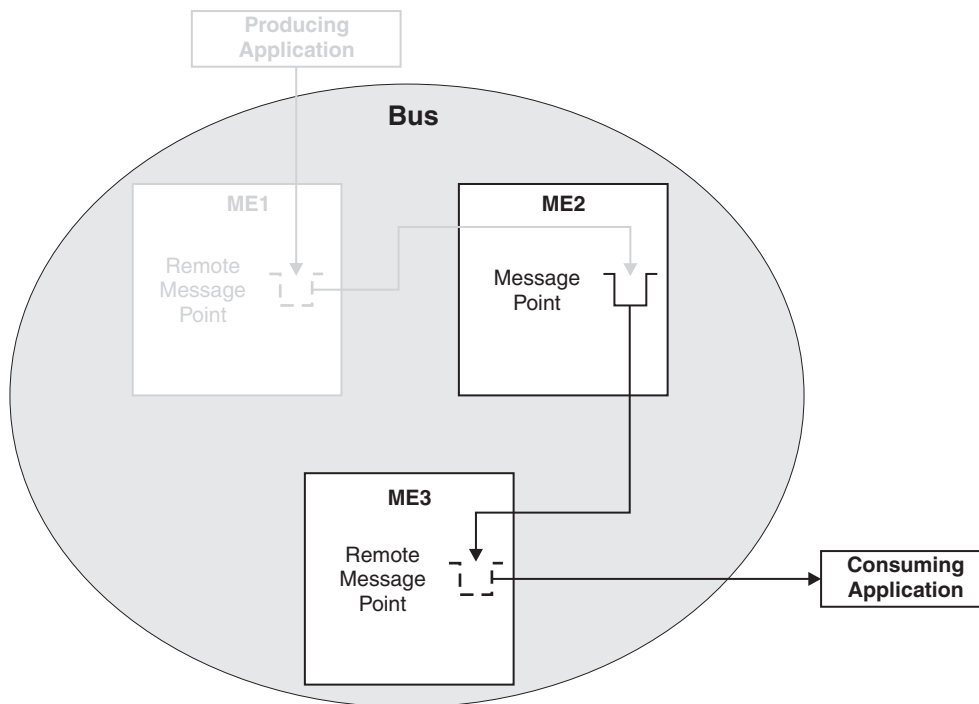 Producing
Application
Bus
ME1
Remote
Message
Point
ME2
Message
Point
ME3
Remote
Message
Point
Consuming
Application